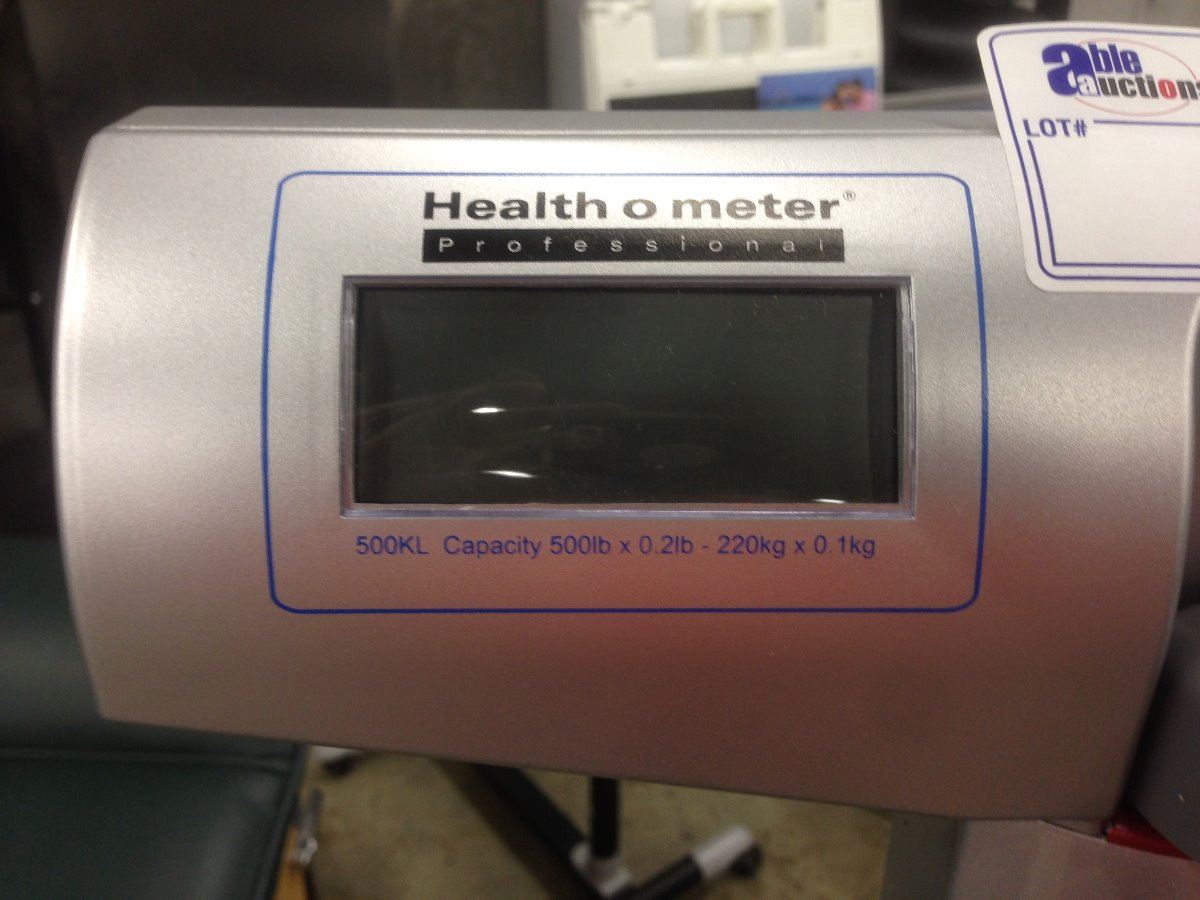 Health o meter®
Professional
500KL Capacity 500lb x 0.2lb - 220kg x 0.1kg
able
auctions
LOT#